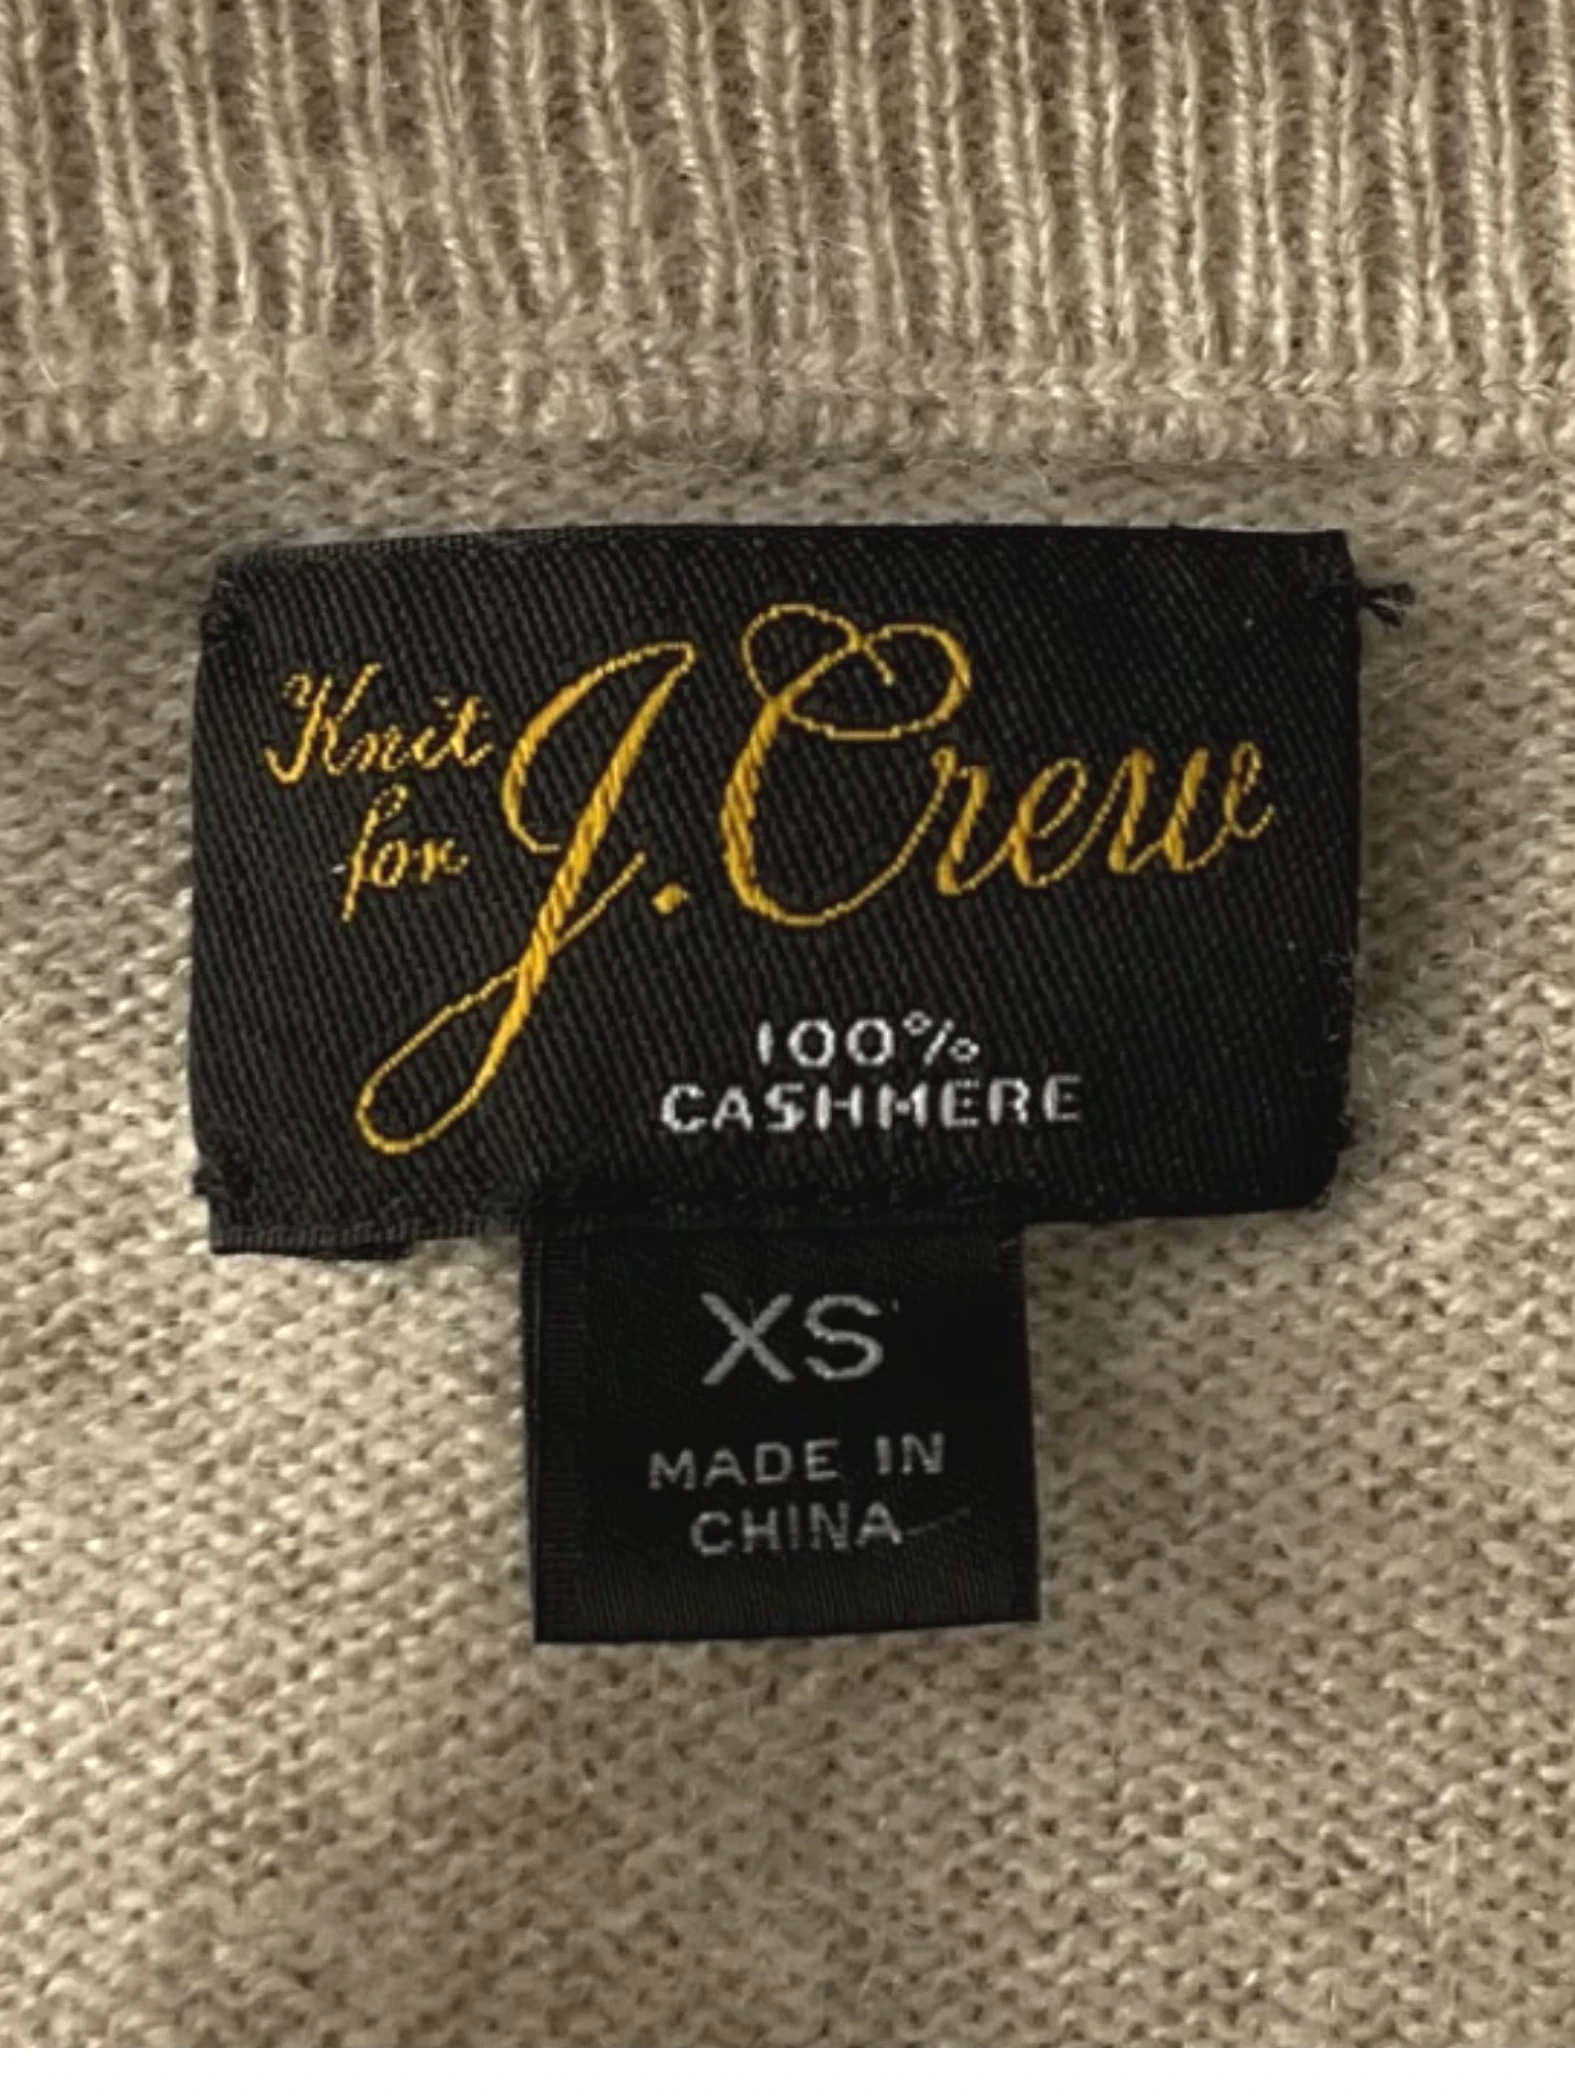 Knit
for J. Crew
100%
CASHMERE
XS
MADE IN
CHINA